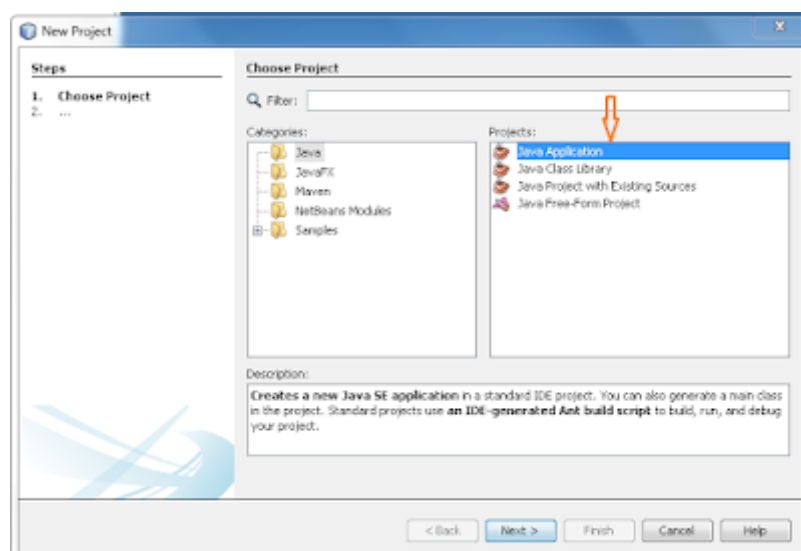 New Project
Steps
1. Choose Project
2. ...
Choose Project
Filter:
Categories:
Java
JavaFX
Maven
NetBeans Modules
Samples
Projects:
Java Application
Java Class Library
Java Project with Existing Sources
Java Free-Form Project
Description:
Creates a new Java SE application in a standard IDE project. You can also generate a main class
in the project. Standard projects use an IDE-generated Ant build script to build, run, and debug
your project.
< Back Next > Finish Cancel Help